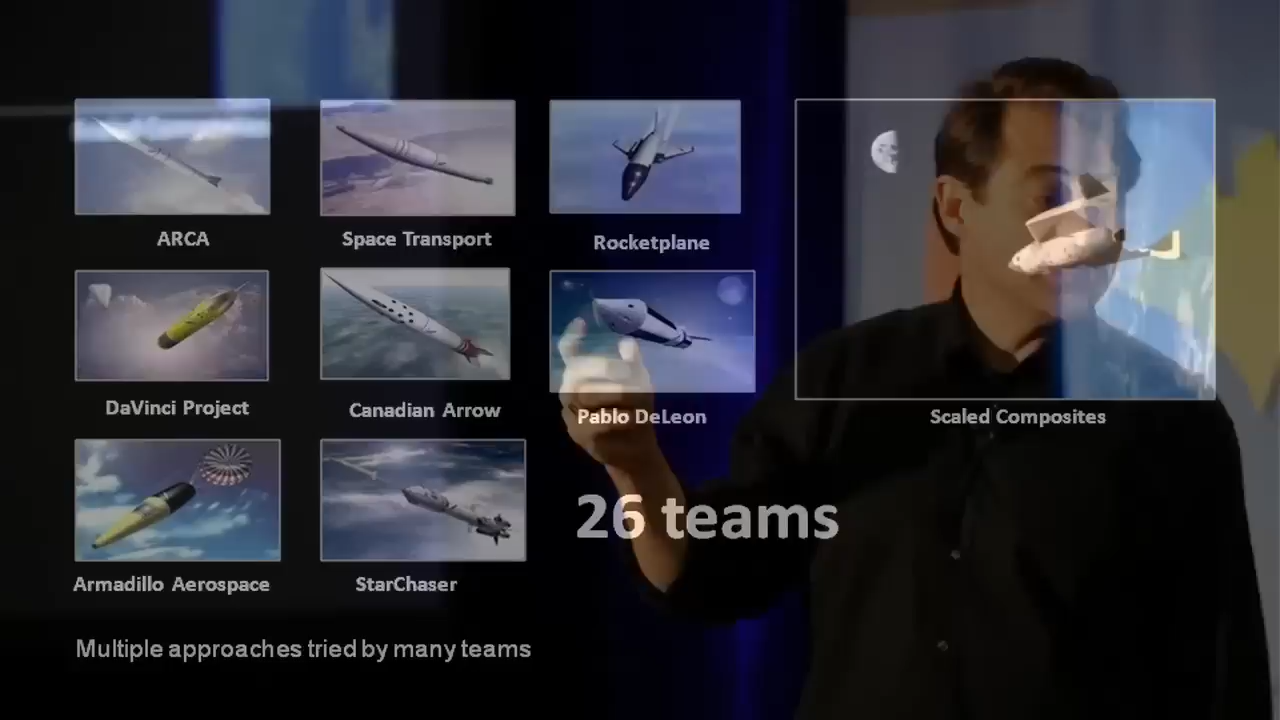 ARCA
Space Transport
Rocketplane
DaVinci Project
Canadian Arrow
Pablo DeLeon
Scaled Composites
26 teams
Armadillo Aerospace
StarChaser
Multiple approaches tried by many teams